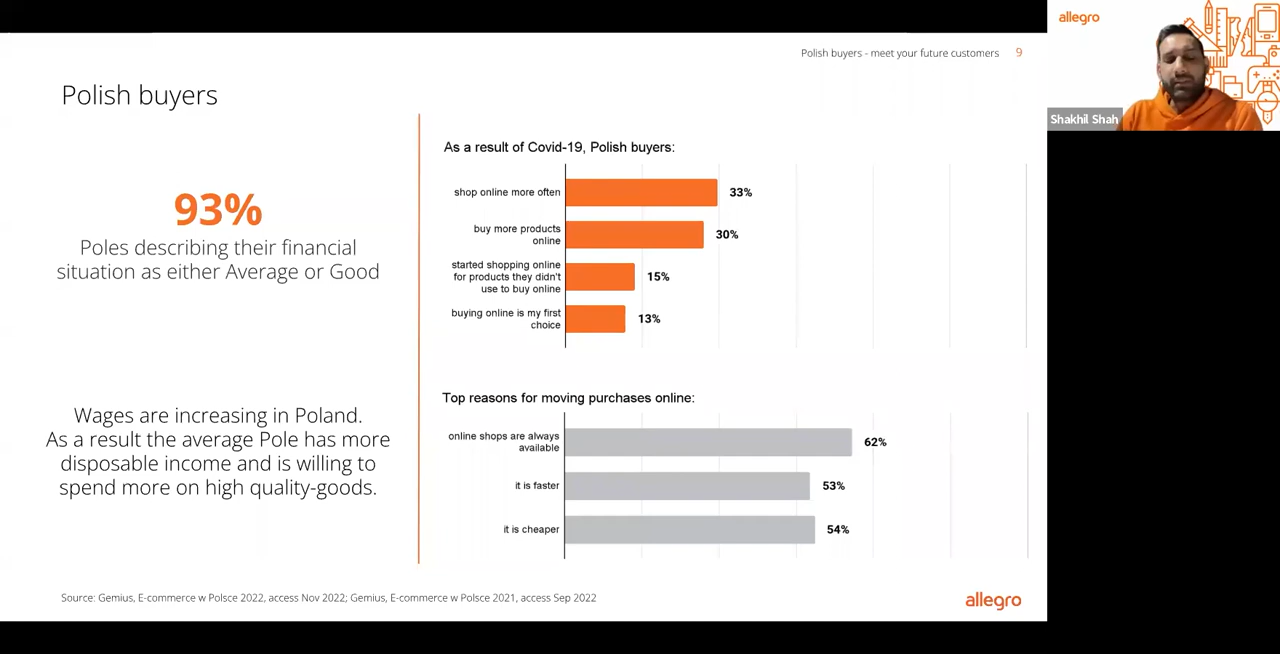 Polish buyers - meet your future customers 9
allegro
Shakhil Shah
Polish buyers
93%
Poles describing their financial
situation as either Average or Good
Wages are increasing in Poland.
As a result the average Pole has more
disposable income and is willing to
spend more on high quality-goods.
As a result of Covid-19, Polish buyers:
shop online more often 33%
buy more products
online
30%
started shopping online
for products they didn't
use to buy online
15%
buying online is my first
choice
13%
Top reasons for moving purchases online:
online shops are always
available
62%
it is faster 53%
it is cheaper 54%
Source: Gemius, E-commerce w Polsce 2022, access Nov 2022; Gemius, E-commerce w Polsce 2021, access Sep 2022
allegro